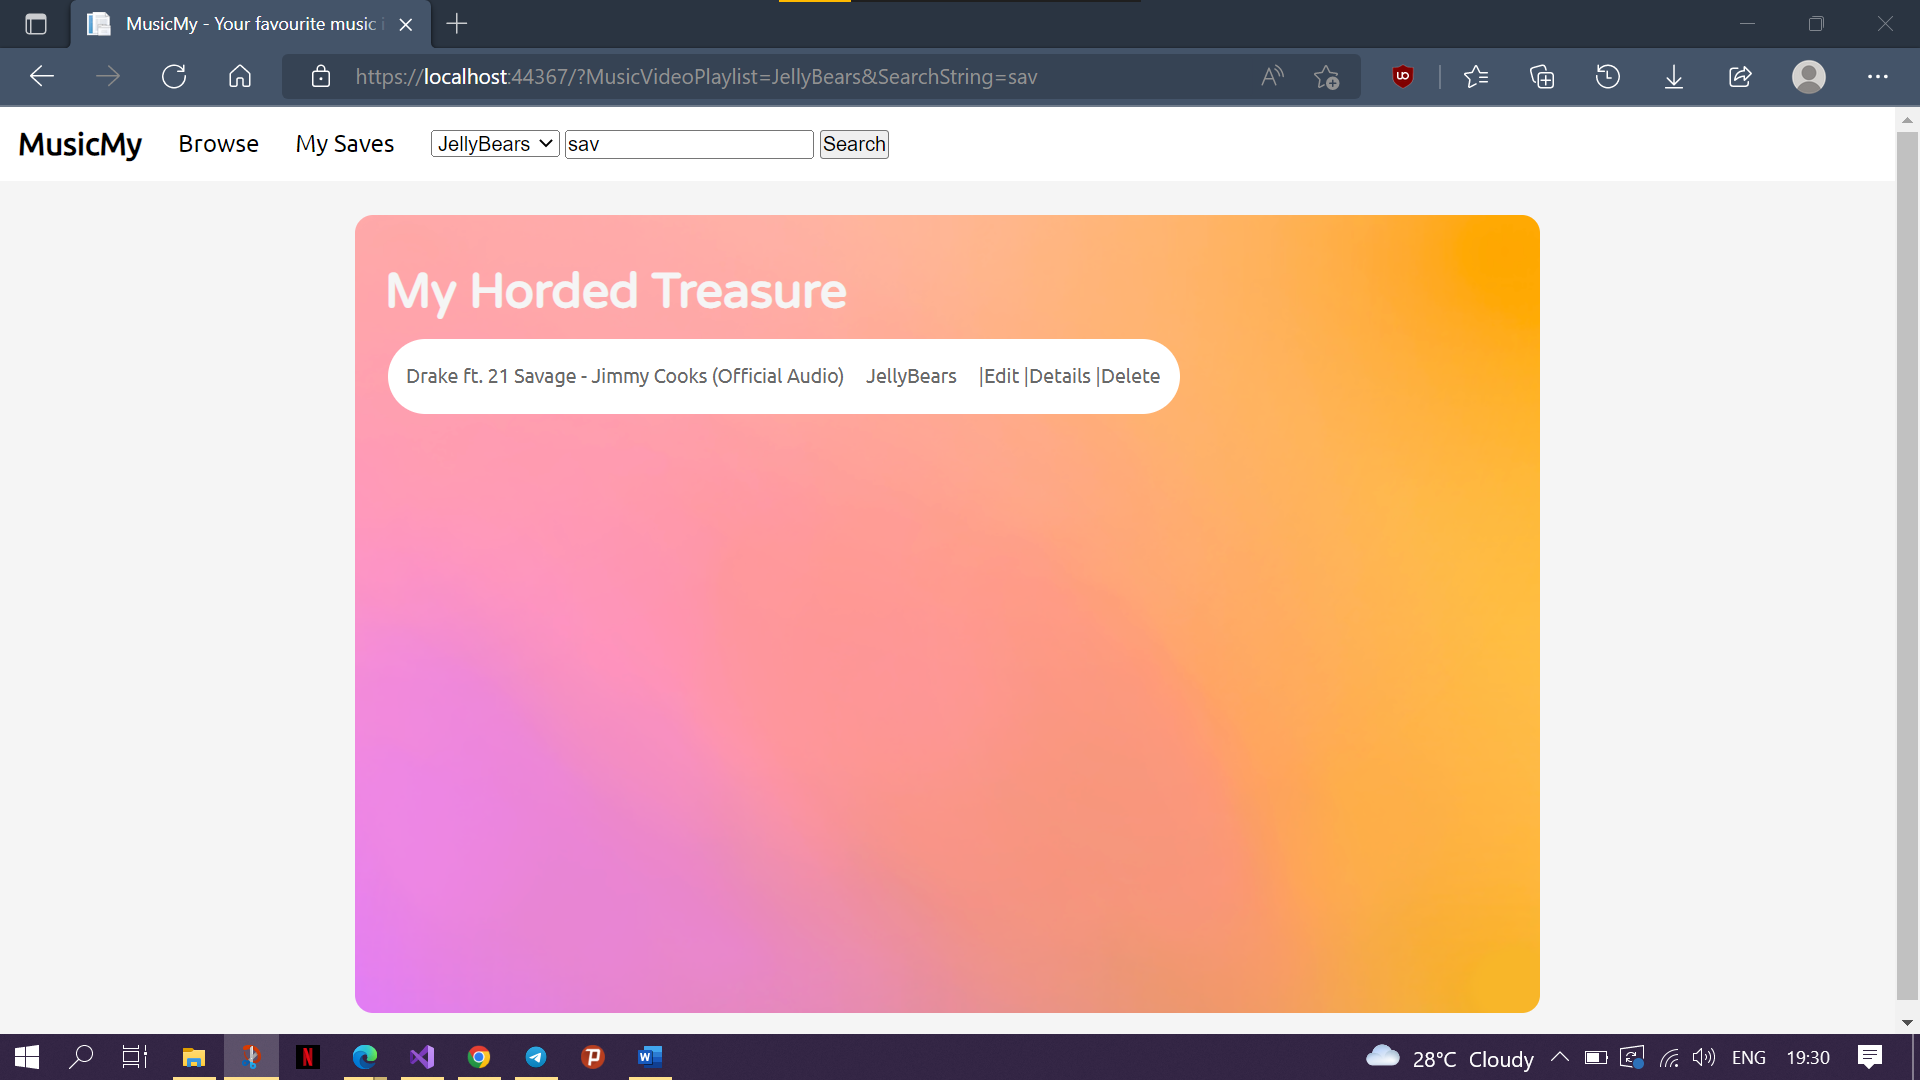 MusicMy - Your favourite music
https://localhost:44367/?MusicVideoPlaylist=JellyBears&SearchString=sav
MusicMy Browse My Saves JellyBears sav Search
My Horded Treasure
Drake ft. 21 Savage - Jimmy Cooks (Official Audio) JellyBears |Edit |Details |Delete
28°C Cloudy ENG 19:30